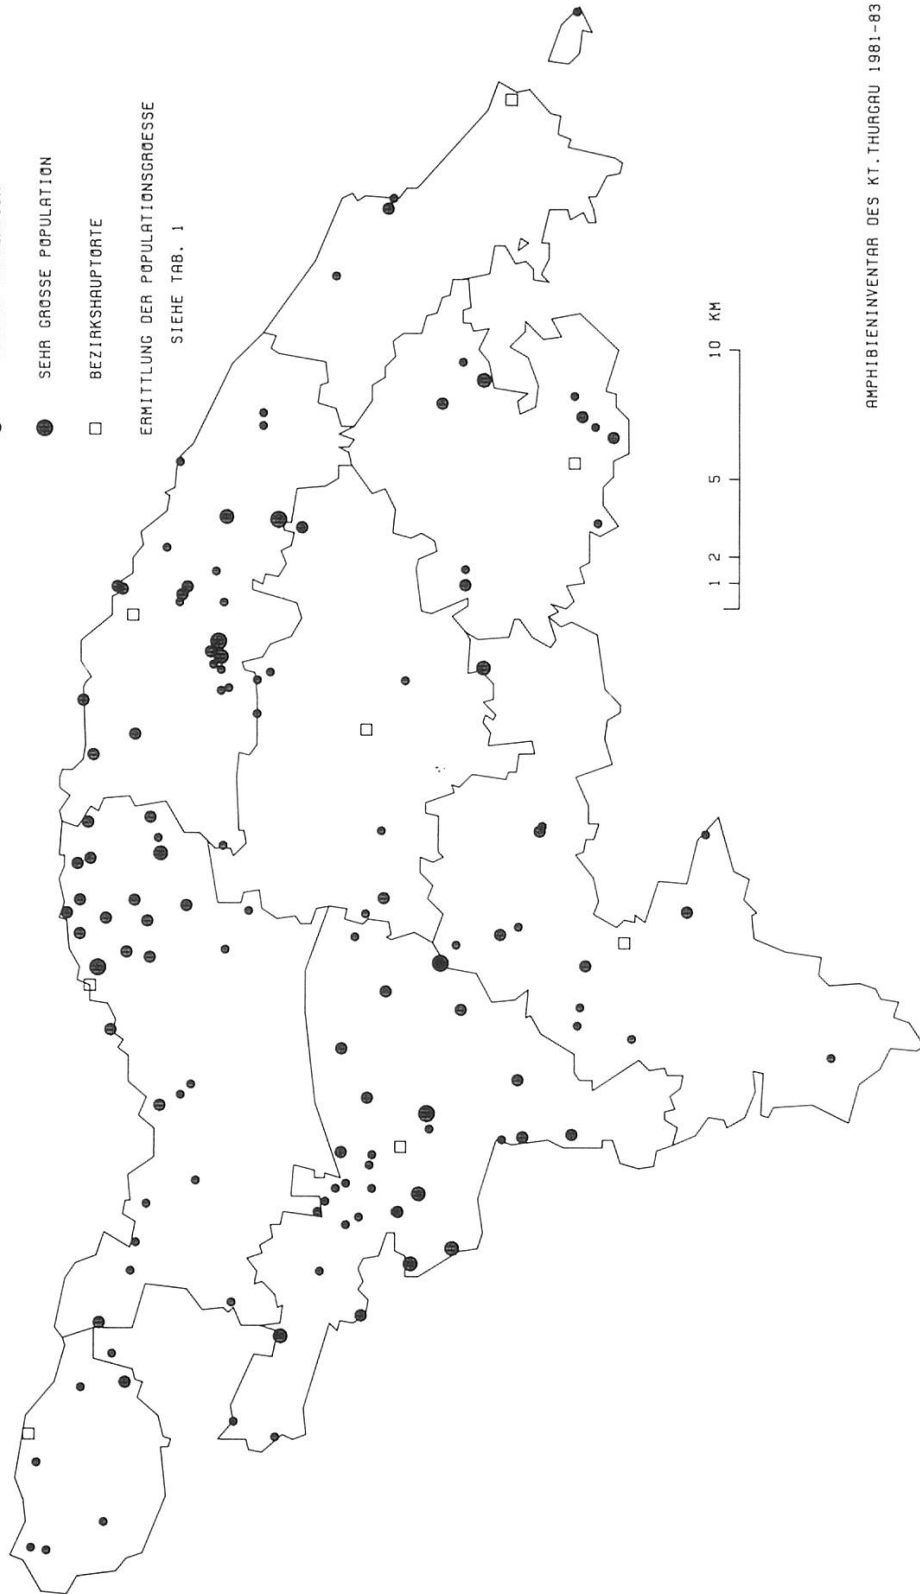 SEHR GROSSE POPULATION
BEZIRKSHAUPTORTE
ERMITTLUNG DER POPULATIONSGROESSE
SIEHE TAB. 1
1 2 5 10 KM
AMPHIBIENINVENTAR DES KT.THURGAU 1981-83